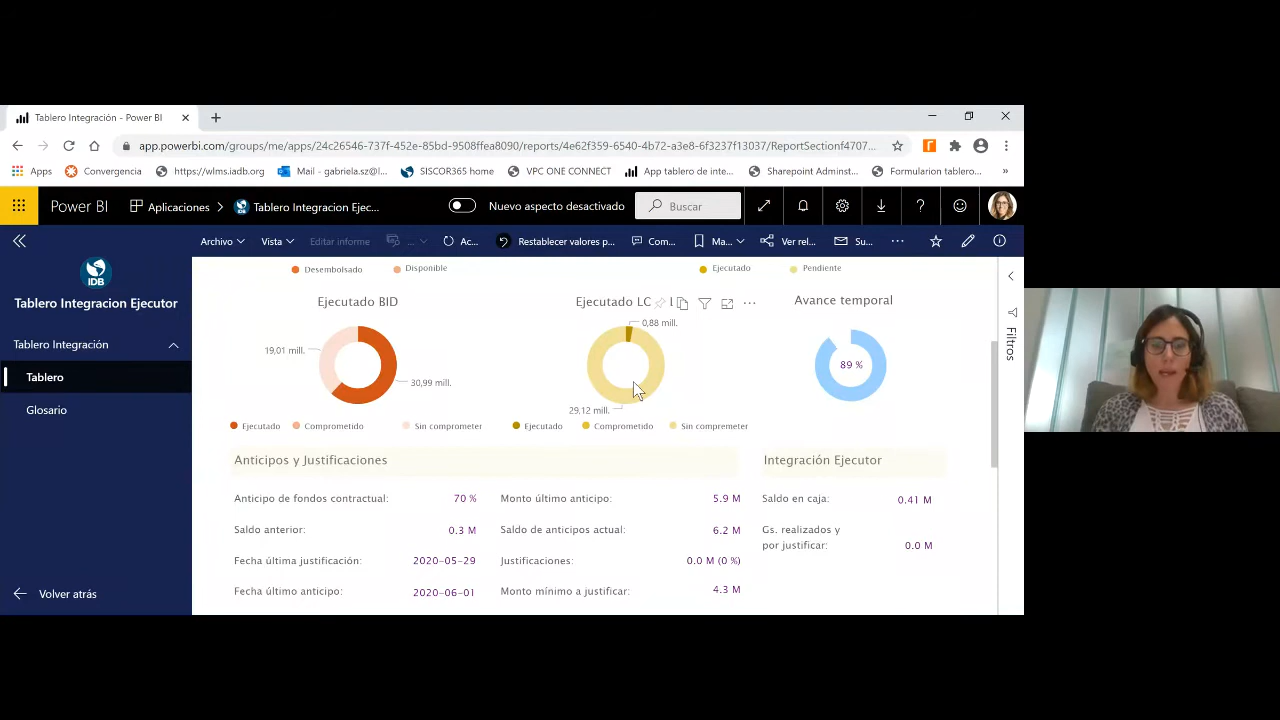 Tablero Integración - Power BI
app.powerbi.com/groups/me/apps/24c26546-737f-452e-85bd-9508ffea8090/reports/4e62f359-6540-4b72-a3e8-6f3237f13037/ReportSectionf4707...
Apps
Convergencia
https://wlms.iadb.org
Mail - gabriela.sz@l...
SISCOR365 home
VPC ONE CONNECT
App tablero de inte...
Sharepoint Adminst...
Formularion tablero...
»
Power BI
Aplicaciones
Tablero Integracion Ejec...
Nuevo aspecto desactivado
Buscar
Archivo
Vista
Editar informe
...
Ac...
Restablecer valores p...
Com...
Ma...
Ver rel...
Su...
IDB
Tablero Integracion Ejecutor
Tablero Integración
Tablero
Glosario
Volver atrás
Desembolsado
Disponible
Ejecutado
Pendiente
Ejecutado BID
19,01 mill.
30,99 mill.
Ejecutado
Comprometido
Sin comprometer
Ejecutado LC
0,88 mill.
29,12 mill.
Ejecutado
Comprometido
Sin compremeter
Avance temporal
89 %
Filtros
Anticipos y Justificaciones
Anticipo de fondos contractual: 70 %
Saldo anterior: 0.3 M
Fecha última justificación: 2020-05-29
Fecha último anticipo: 2020-06-01
Monto último anticipo: 5.9 M
Saldo de anticipos actual: 6.2 M
Justificaciones: 0.0 M (0 %)
Monto mínimo a justificar: 4.3 M
Integración Ejecutor
Saldo en caja: 0.41 M
Gs. realizados y
por justificar: 0.0 M